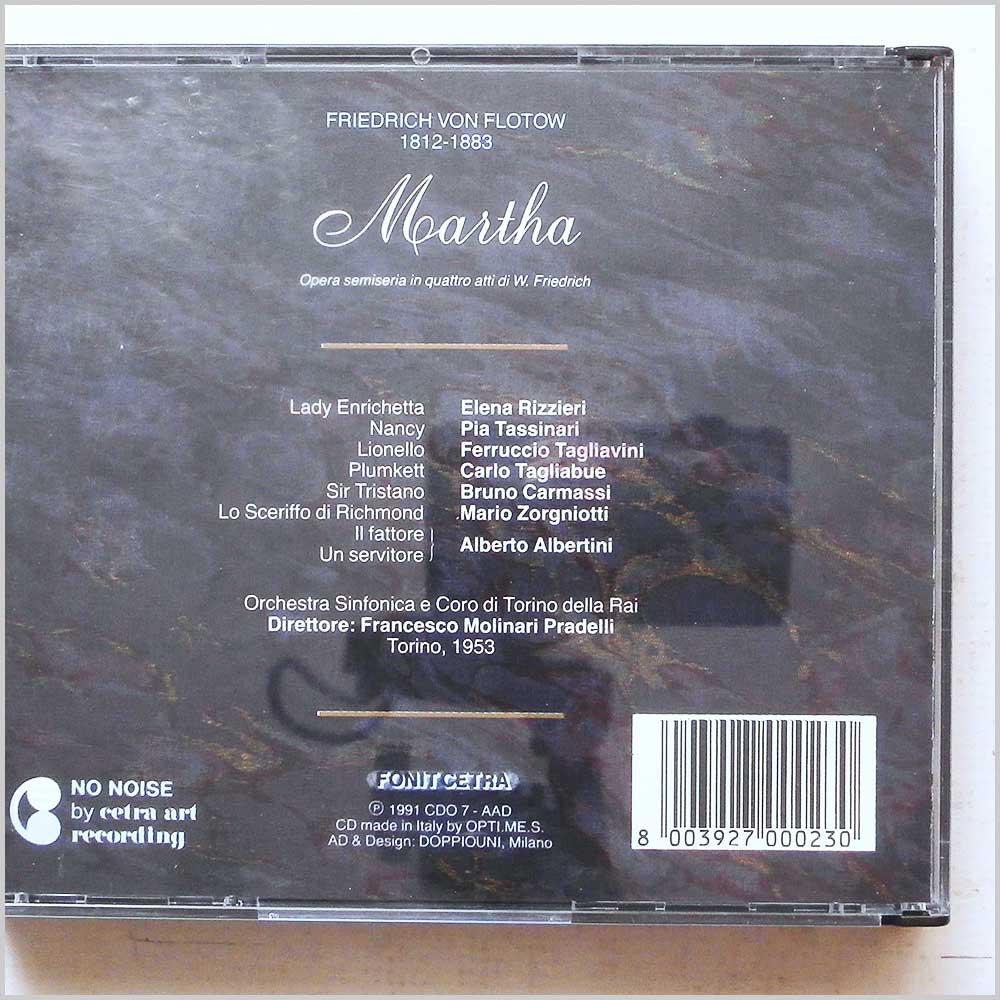 FRIEDRICH VON FLOTOW
1812-1883
Martha
Opera semiseria in quattro atti di W. Friedrich
Lady Enrichetta Elena Rizzieri
Nancy Pia Tassinari
Lionello Ferruccio Tagliavini
Plumkett Carlo Tagliabue
Sir Tristano Bruno Carmassi
Lo Sceriffo di Richmond Mario Zorgniotti
Il fattore
Un servitore Alberto Albertini
Orchestra Sinfonica e Coro di Torino della Rai
Direttore: Francesco Molinari Pradelli
Torino, 1953
NO NOISE
by cetra art
recording
FONIT CETRA
℗ 1991 CDO 7 - AAD
CD made in Italy by OPTI.ME.S.
AD & Design: DOPPIOUNI, Milano
8 003927 000230